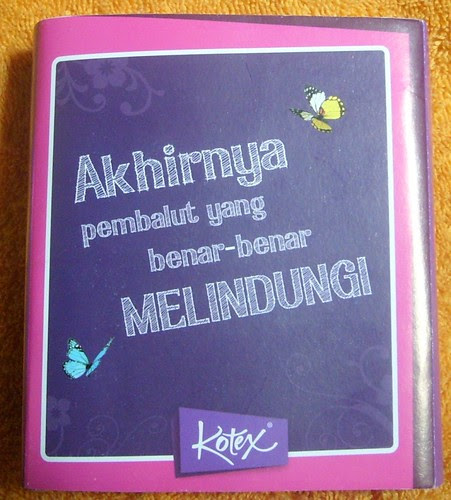 Akhirnya
pembalut yang
benar-benar
MELINDUNGI
Kotex®